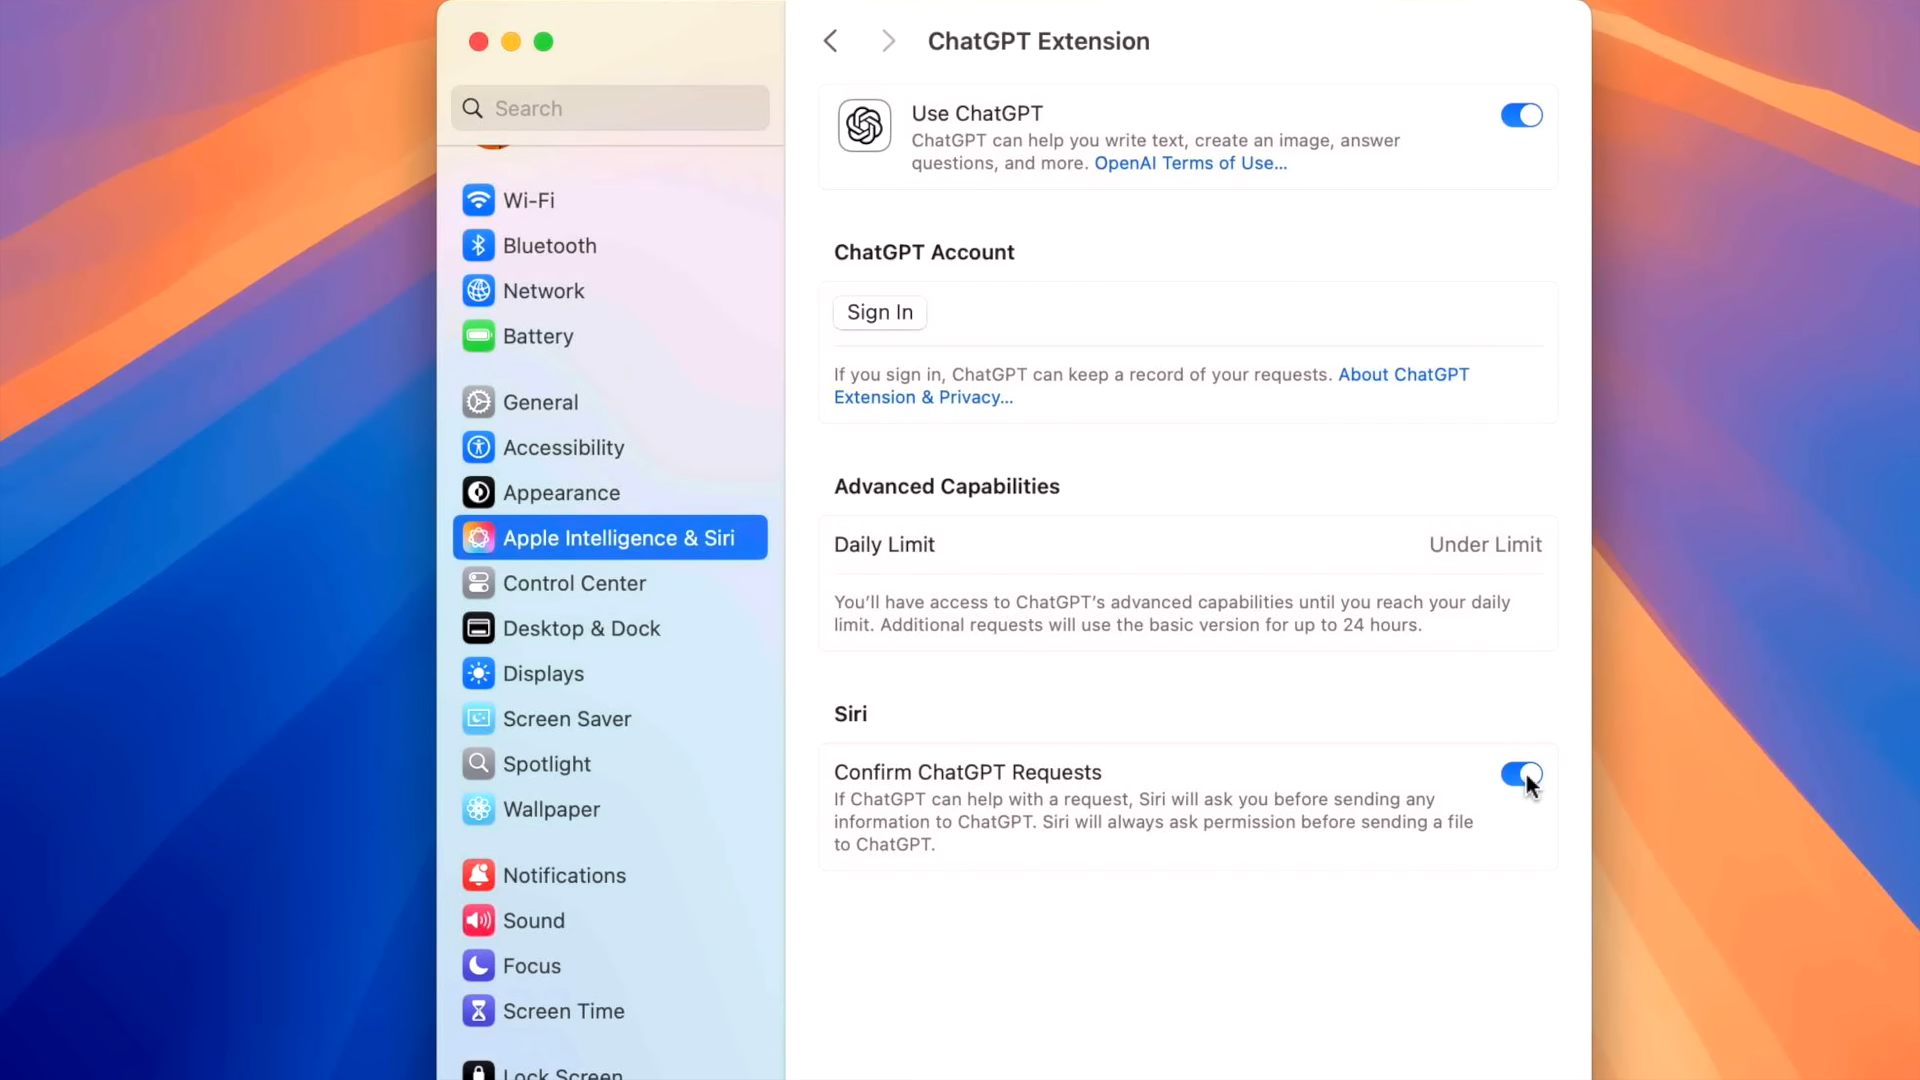 Search
Wi-Fi
Bluetooth
Network
Battery
General
Accessibility
Appearance
Apple Intelligence & Siri
Control Center
Desktop & Dock
Displays
Screen Saver
Spotlight
Wallpaper
Notifications
Sound
Focus
Screen Time
Lock Screen
ChatGPT Extension
Use ChatGPT
ChatGPT can help you write text, create an image, answer
questions, and more. OpenAI Terms of Use...
ChatGPT Account
Sign In
If you sign in, ChatGPT can keep a record of your requests. About ChatGPT
Extension & Privacy...
Advanced Capabilities
Daily Limit
Under Limit
You’ll have access to ChatGPT’s advanced capabilities until you reach your daily
limit. Additional requests will use the basic version for up to 24 hours.
Siri
Confirm ChatGPT Requests
If ChatGPT can help with a request, Siri will ask you before sending any
information to ChatGPT. Siri will always ask permission before sending a file
to ChatGPT.